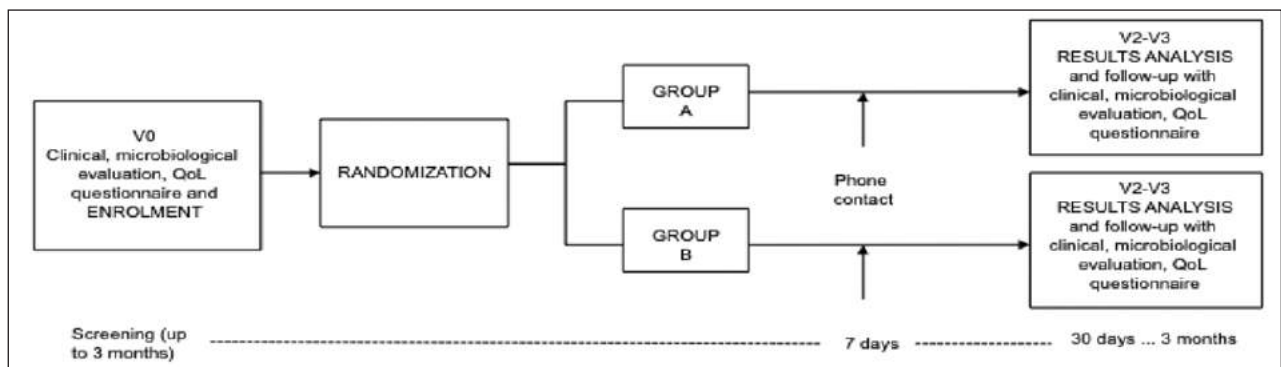 V0
Clinical, microbiological
evaluation, QoL
questionnaire and
ENROLMENT
RANDOMIZATION
GROUP
A
GROUP
B
Phone
contact
V2-V3
RESULTS ANALYSIS
and follow-up with
clinical, microbiological
evaluation, QoL
questionnaire
V2-V3
RESULTS ANALYSIS
and follow-up with
clinical, microbiological
evaluation, QoL
questionnaire
Screening (up
to 3 months)
7 days
30 days ... 3 months